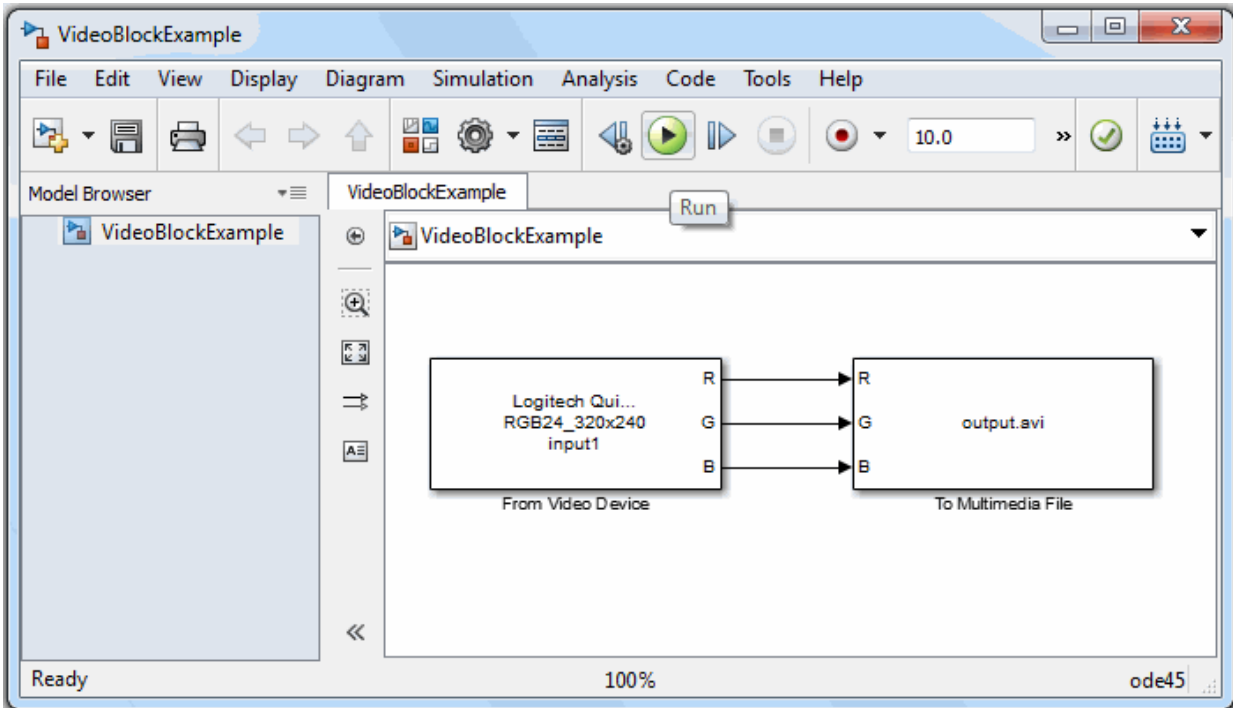 VideoBlockExample
File Edit View Display Diagram Simulation Analysis Code Tools Help
10.0 »
Model Browser
VideoBlockExample
Run
VideoBlockExample
VideoBlockExample
Logitech Qui...
RGB24_320x240
input1
R
G
B
From Video Device
R
G
B
output.avi
To Multimedia File
Ready 100% ode45